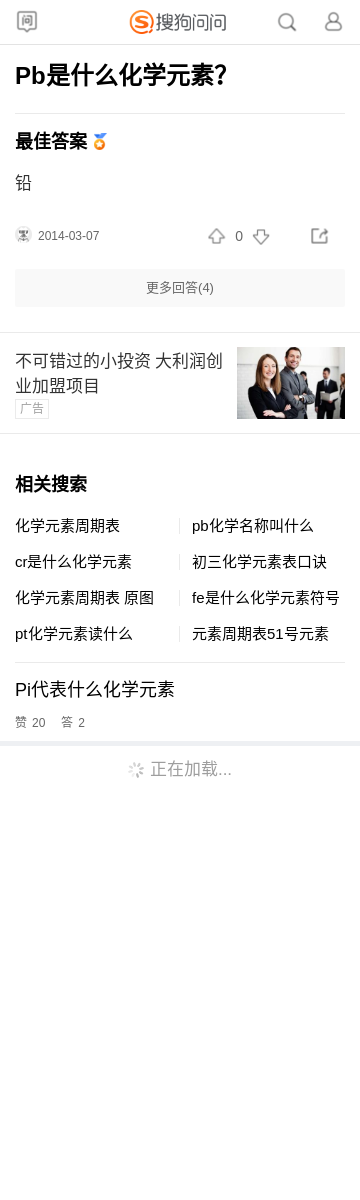 问
搜狗问问
Pb是什么化学元素?
最佳答案
铅
2014-03-07
0
更多回答(4)
不可错过的小投资 大利润创
业加盟项目
广告
相关搜索
化学元素周期表
pb化学名称叫什么
cr是什么化学元素
初三化学元素表口诀
化学元素周期表 原图
fe是什么化学元素符号
pt化学元素读什么
元素周期表51号元素
Pi代表什么化学元素
赞 20 答 2
正在加载...